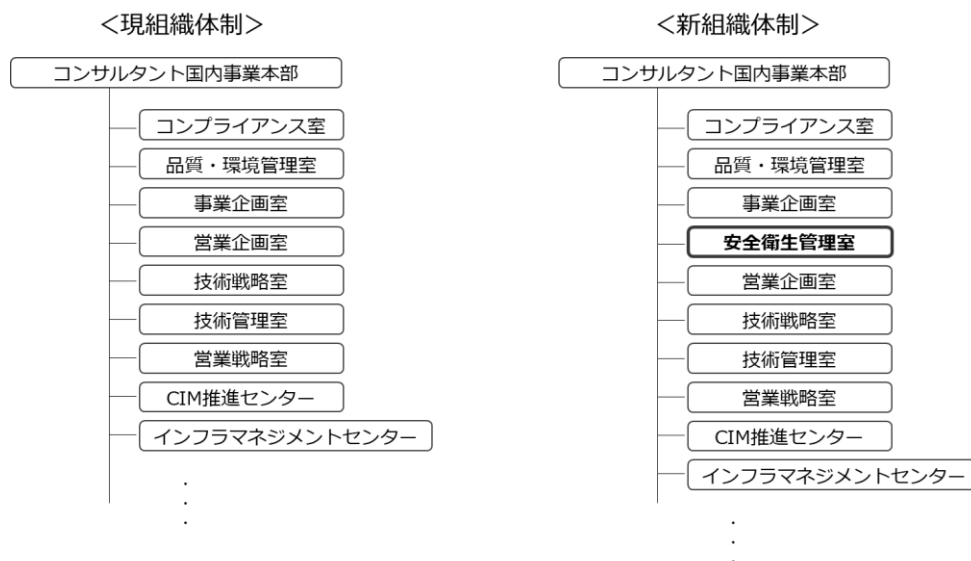 ＜現組織体制＞
コンサルタント国内事業本部
コンプライアンス室
品質・環境管理室
事業企画室
営業企画室
技術戦略室
技術管理室
営業戦略室
CIM推進センター
インフラマネジメントセンター
・
・
・
＜新組織体制＞
コンサルタント国内事業本部
コンプライアンス室
品質・環境管理室
事業企画室
安全衛生管理室
営業企画室
技術戦略室
技術管理室
営業戦略室
CIM推進センター
インフラマネジメントセンター
・
・
・